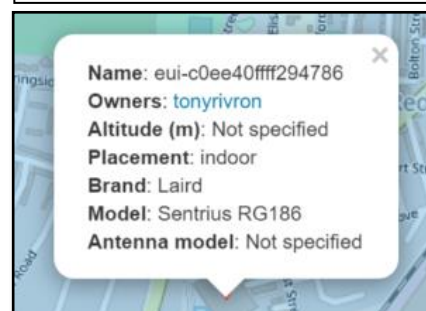 Name: eui-c0ee40ffff294786
Owners: tonyrivron
Altitude (m): Not specified
Placement: indoor
Brand: Laird
Model: Sentrius RG186
Antenna model: Not specified
Road